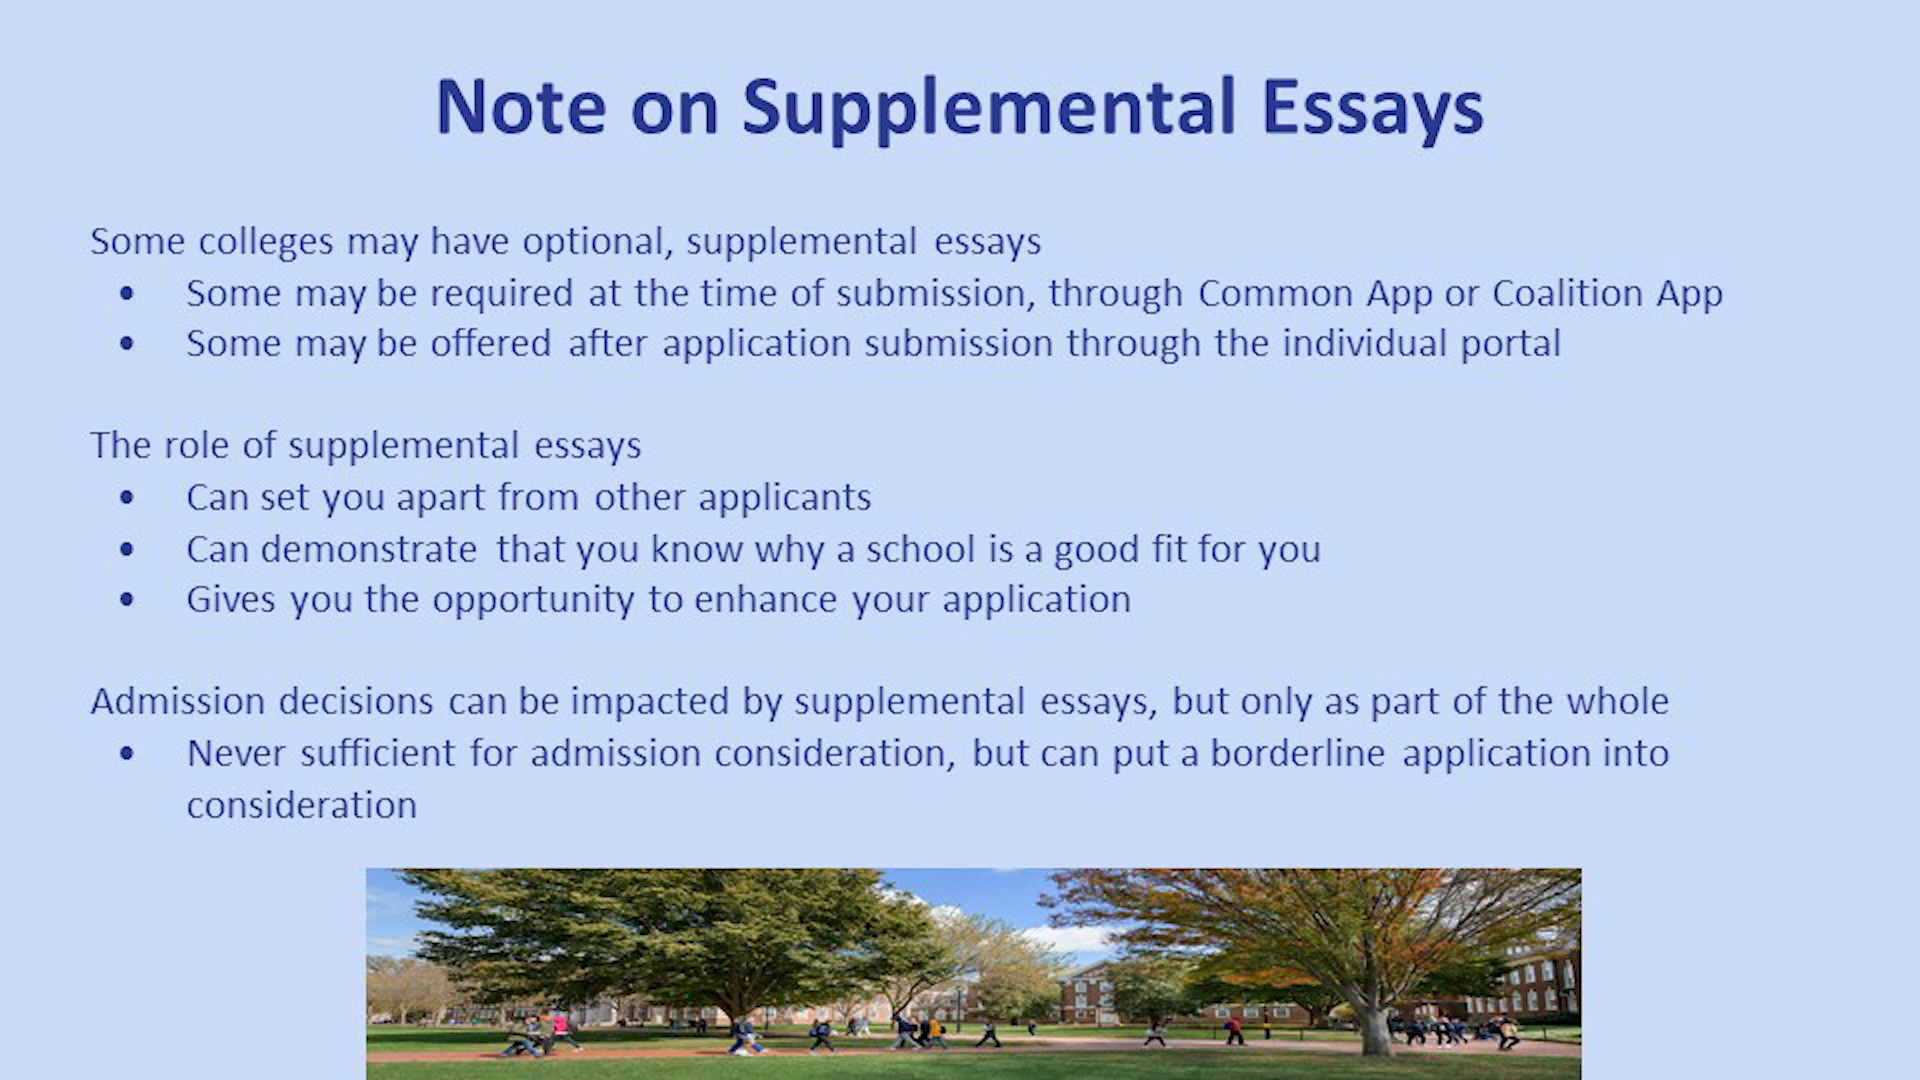 Note on Supplemental Essays
Some colleges may have optional, supplemental essays
• Some may be required at the time of submission, through Common App or Coalition App
• Some may be offered after application submission through the individual portal
The role of supplemental essays
• Can set you apart from other applicants
• Can demonstrate that you know why a school is a good fit for you
• Gives you the opportunity to enhance your application
Admission decisions can be impacted by supplemental essays, but only as part of the whole
• Never sufficient for admission consideration, but can put a borderline application into
consideration